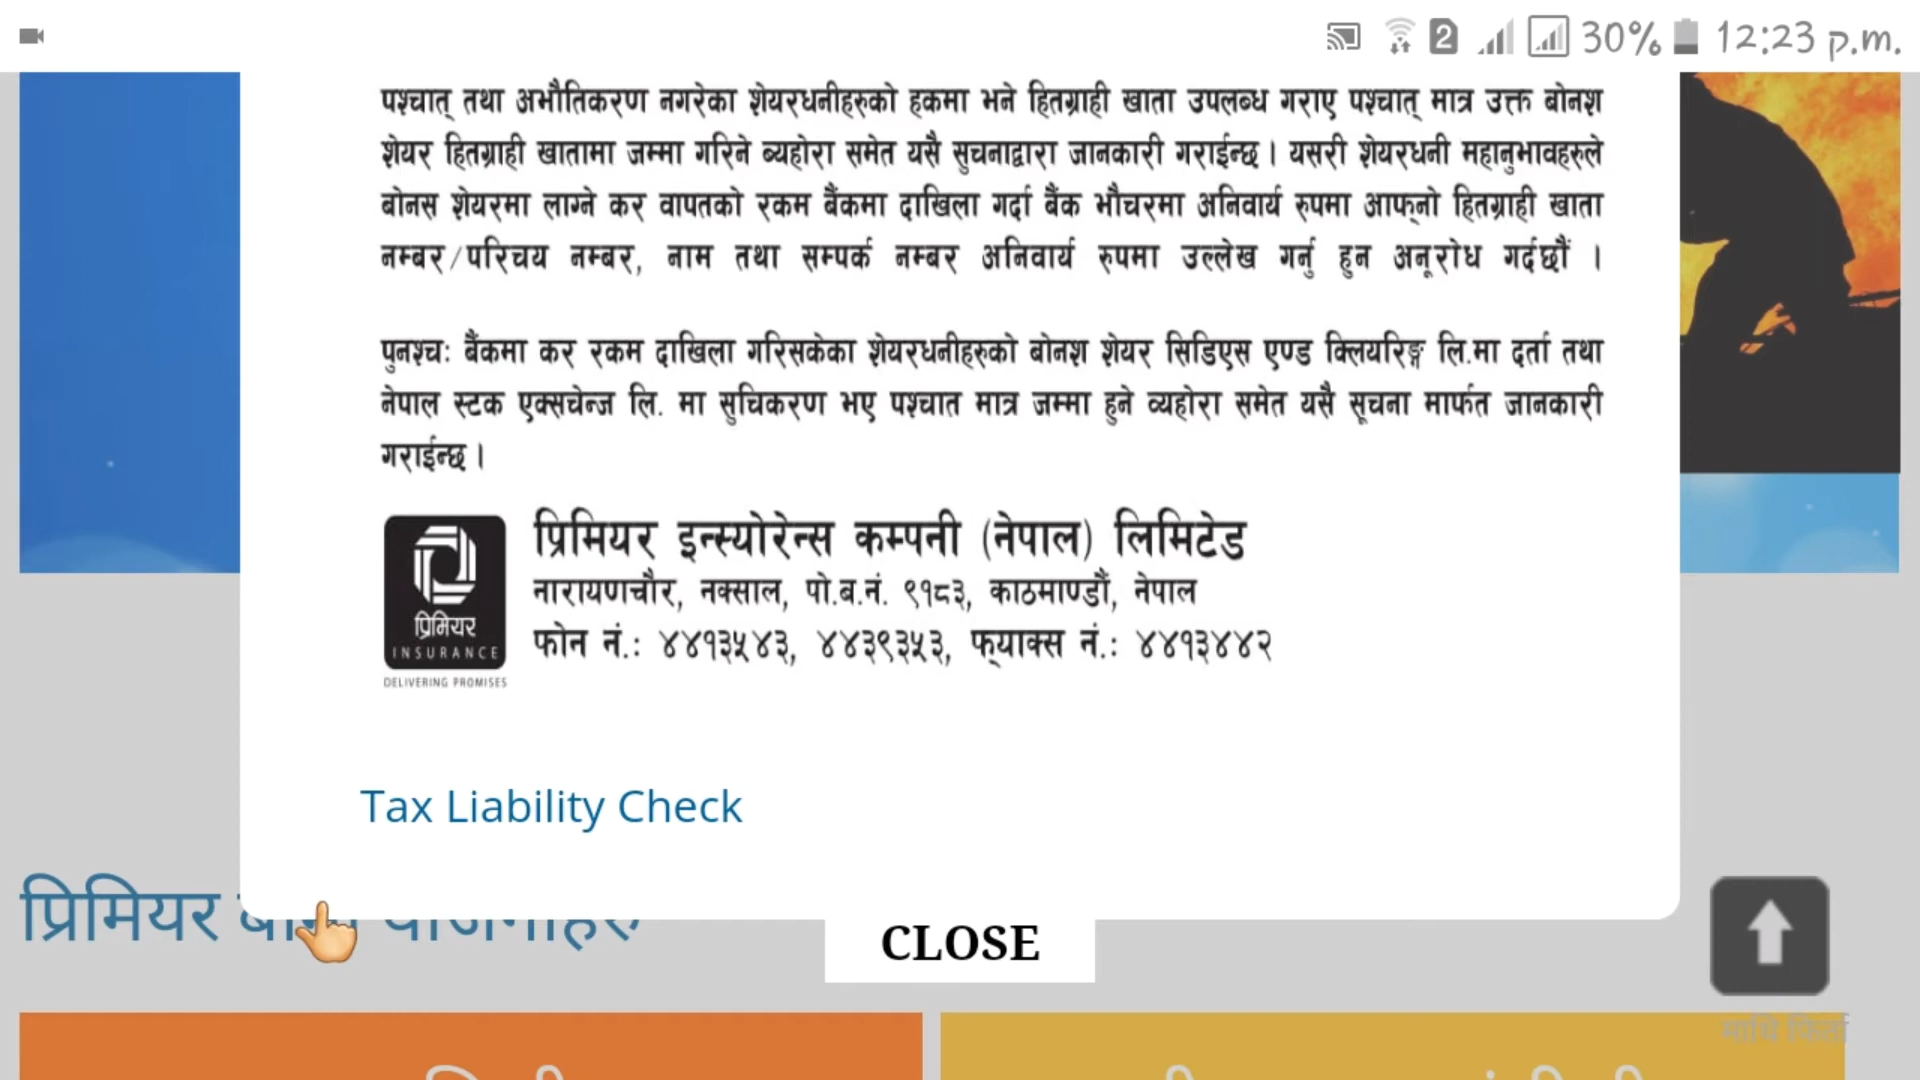 30% 12:23 p.m.
पश्चात् तथा अभौतिकरण नगरेका शेयरधनीहरुको हकमा भने हितग्राही खाता उपलब्ध गराए पश्चात् मात्र उक्त बोनश
शेयर हितग्राही खातामा जम्मा गरिने ब्यहोरा समेत यसै सुचनाद्वारा जानकारी गराईन्छ । यसरी शेयरधनी महानुभावहरुले
बोनस शेयरमा लाग्ने कर वापतको रकम बैंकमा दाखिला गर्दा बैंक भौचरमा अनिवार्य रुपमा आफ्नो हितग्राही खाता
नम्बर/परिचय नम्बर, नाम तथा सम्पर्क नम्बर अनिवार्य रुपमा उल्लेख गर्नु हुन अनूरोध गर्दछौं ।
पुनश्च: बैंकमा कर रकम दाखिला गरिसकेका शेयरधनीहरुको बोनश शेयर सिडिएस एण्ड क्लियरिङ्ग लि.मा दर्ता तथा
नेपाल स्टक एक्सचेन्ज लि. मा सुचिकरण भए पश्चात मात्र जम्मा हुने व्यहोरा समेत यसै सूचना मार्फत जानकारी
गराईन्छ ।
प्रिमियर इन्स्योरेन्स कम्पनी (नेपाल) लिमिटेड
नारायणचौर, नक्साल, पो.ब.नं. ९१८३, काठमाण्डौं, नेपाल
फोन नं.: ४४१३५४३, ४४३९३५३, फ्याक्स नं.: ४४१३४४२
प्रिमियर
INSURANCE
DELIVERING PROMISES
Tax Liability Check
प्रिमियर
CLOSE
माथि फिर्ता